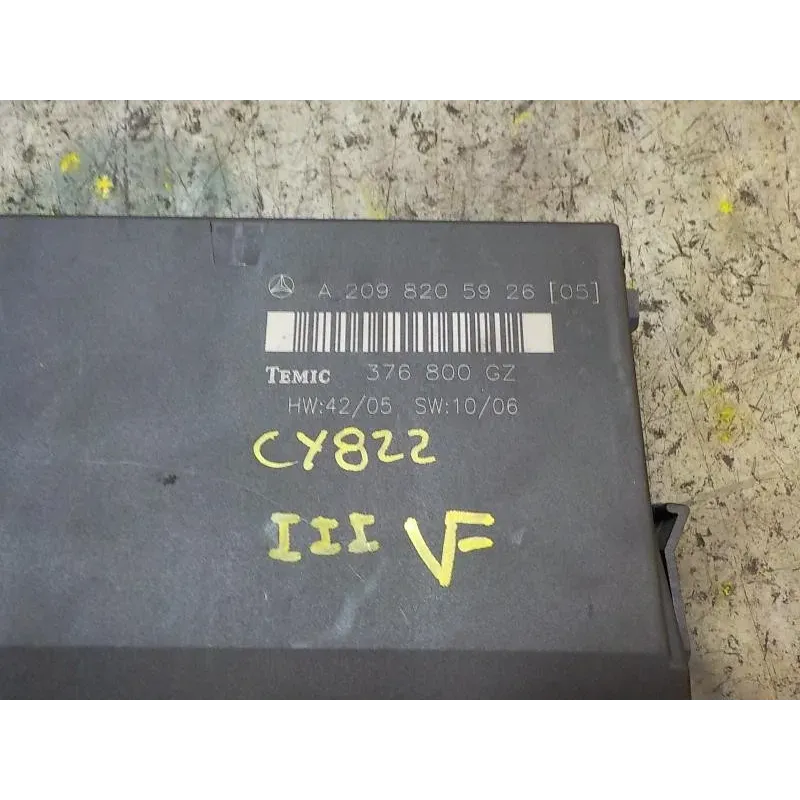 A 209 820 59 26 [05]
TEMIC 376 800 GZ
HW:42/05 SW:10/06
CY822
III VF